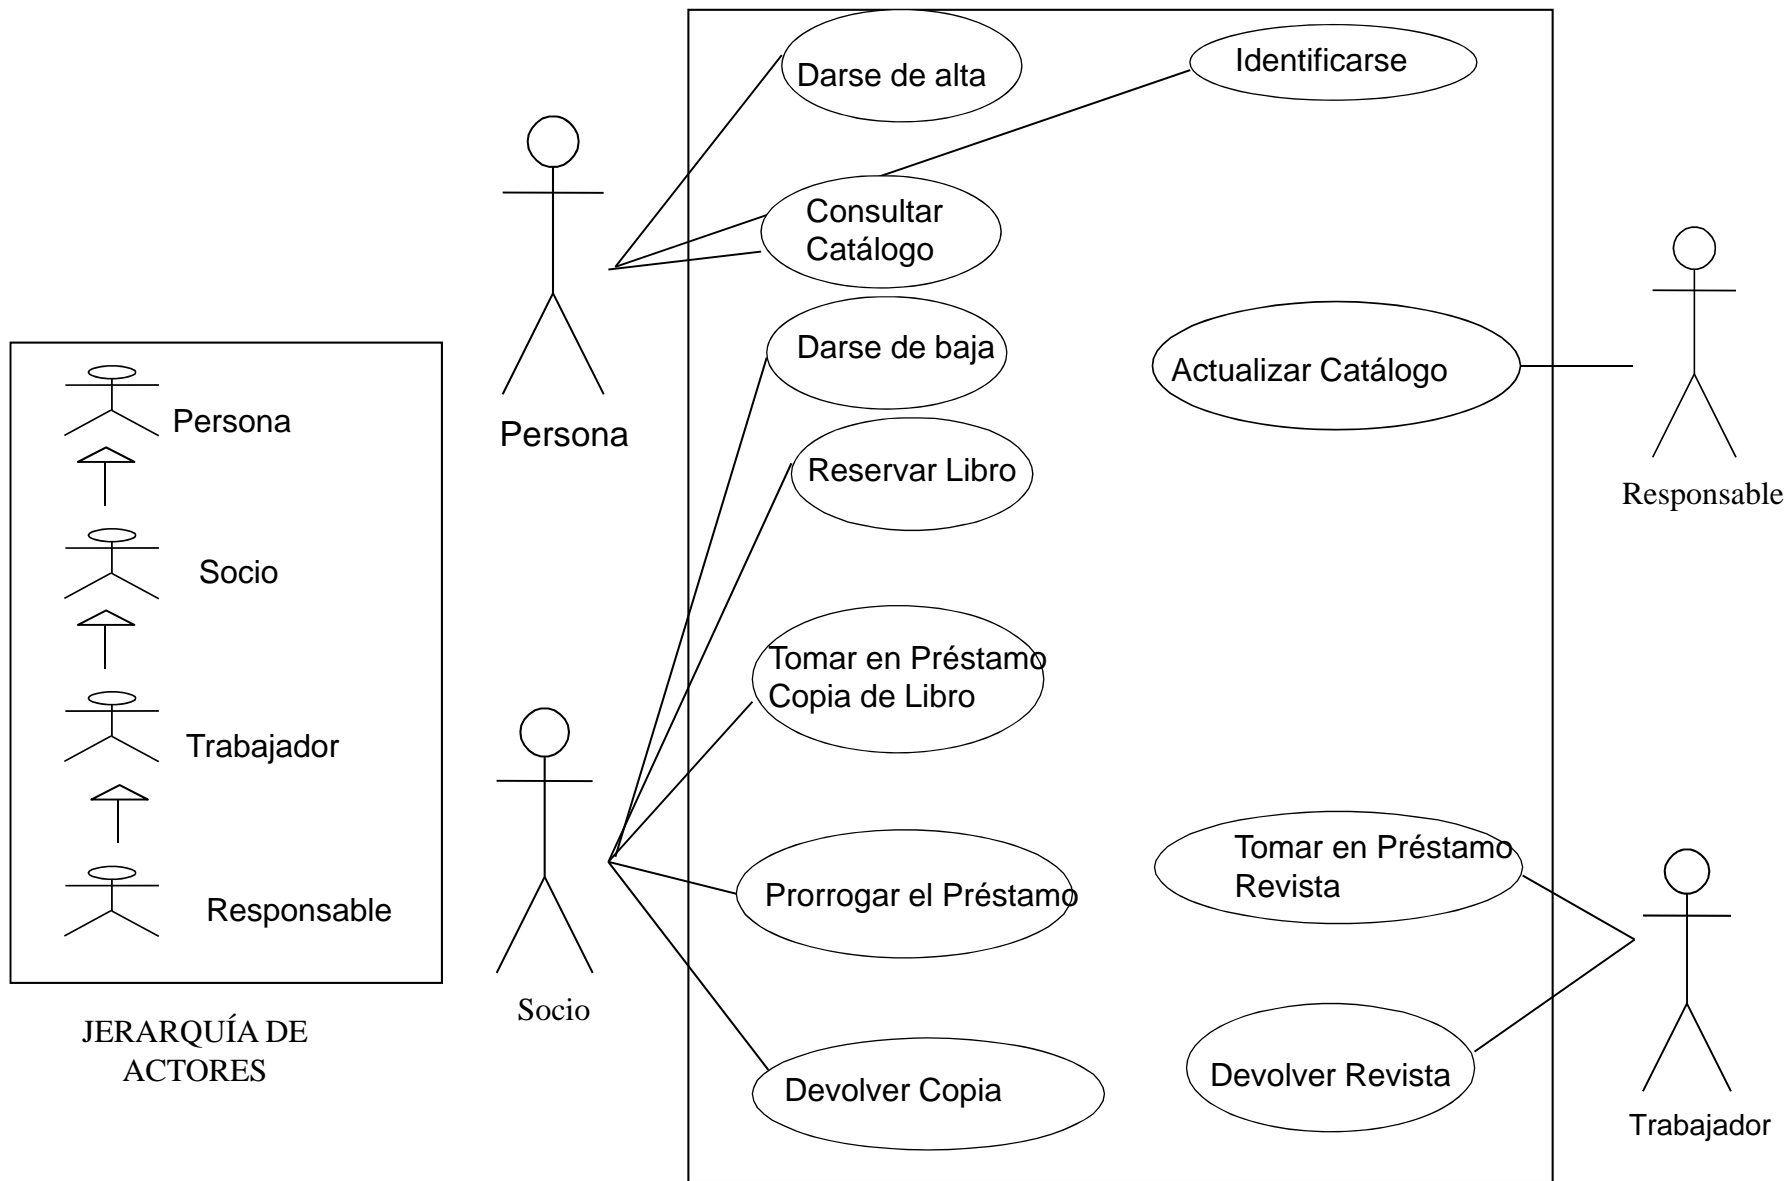 Darse de alta
Identificarse
Consultar
Catálogo
Persona
Darse de baja
Actualizar Catálogo
Reservar Libro
Responsable
Tomar en Préstamo
Copia de Libro
Socio
Prorrogar el Préstamo
Tomar en Préstamo
Revista
Devolver Copia
Devolver Revista
Trabajador
Persona
Socio
Trabajador
Responsable
JERARQUÍA DE
ACTORES